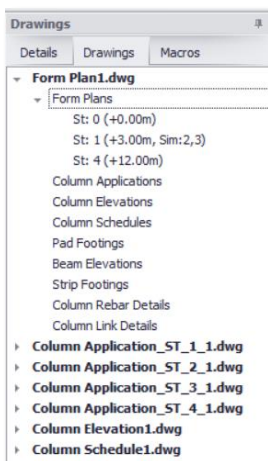 Drawings
Details Drawings Macros
Form Plan1.dwg
Form Plans
St: 0 (+0.00m)
St: 1 (+3.00m, Sim:2,3)
St: 4 (+12.00m)
Column Applications
Column Elevations
Column Schedules
Pad Footings
Beam Elevations
Strip Footings
Column Rebar Details
Column Link Details
Column Application_ST_1_1.dwg
Column Application_ST_2_1.dwg
Column Application_ST_3_1.dwg
Column Application_ST_4_1.dwg
Column Elevation1.dwg
Column Schedule1.dwg